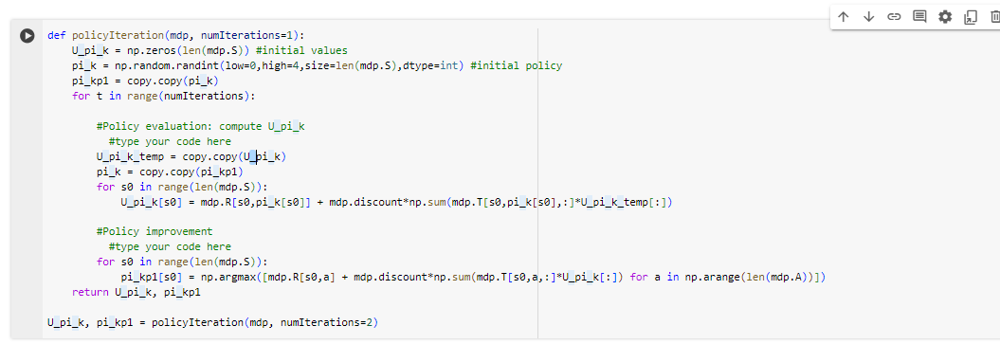 def policyIteration(mdp, numIterations=1):
    U_pi_k = np.zeros(len(mdp.S)) #initial values
    pi_k = np.random.randint(low=0,high=4,size=len(mdp.S),dtype=int) #initial policy
    pi_kp1 = copy.copy(pi_k)
    for t in range(numIterations):
        #Policy evaluation: compute U_pi_k
          #type your code here
        U_pi_k_temp = copy.copy(U_pi_k)
        pi_k = copy.copy(pi_kp1)
        for s0 in range(len(mdp.S)):
            U_pi_k[s0] = mdp.R[s0,pi_k[s0]] + mdp.discount*np.sum(mdp.T[s0,pi_k[s0],:]*U_pi_k_temp[:])
        #Policy improvement
          #type your code here
        for s0 in range(len(mdp.S)):
            pi_kp1[s0] = np.argmax([mdp.R[s0,a] + mdp.discount*np.sum(mdp.T[s0,a,:]*U_pi_k[:]) for a in np.arange(len(mdp.A))])
    return U_pi_k, pi_kp1
U_pi_k, pi_kp1 = policyIteration(mdp, numIterations=2)